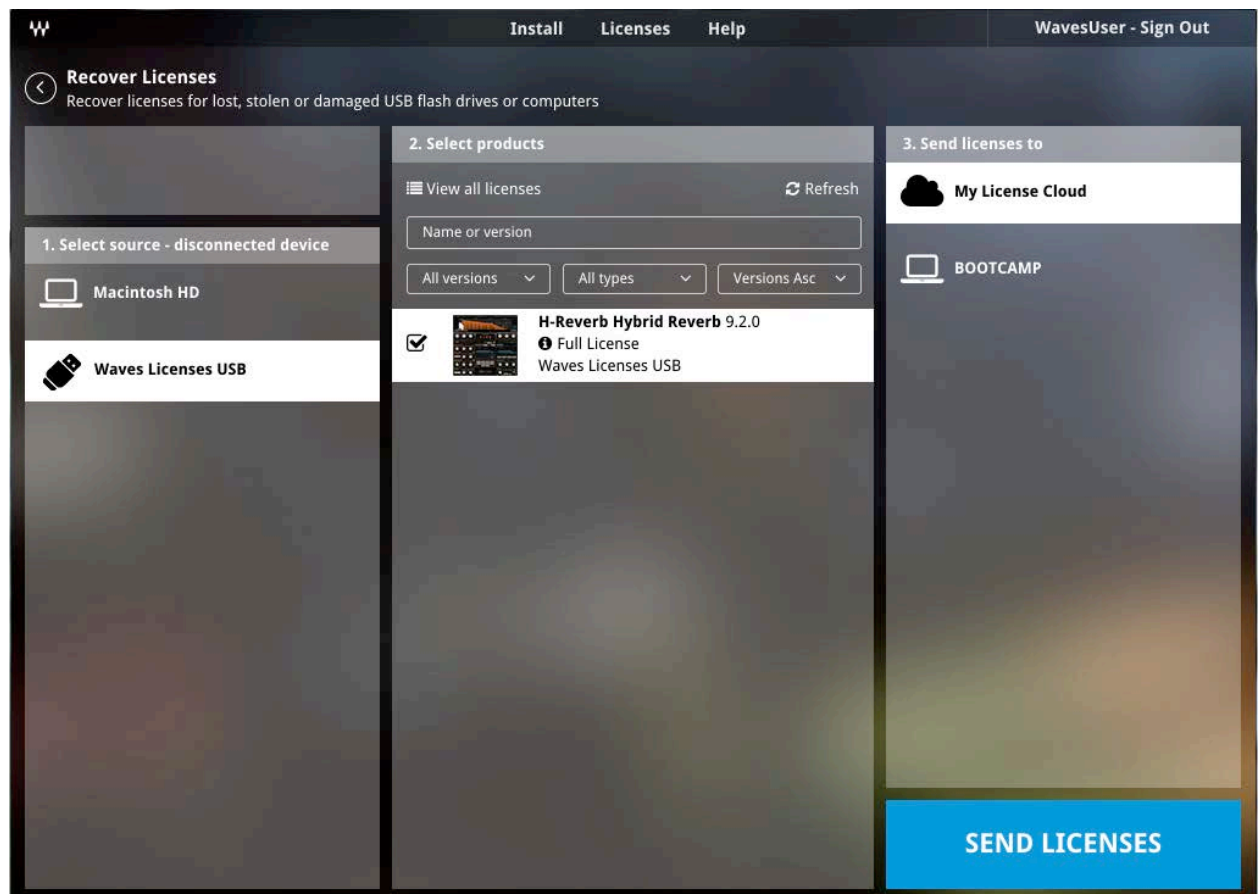 Install Licenses Help WavesUser - Sign Out
Recover Licenses
Recover licenses for lost, stolen or damaged USB flash drives or computers
1. Select source - disconnected device
Macintosh HD
Waves Licenses USB
2. Select products
View all licenses Refresh
Name or version
All versions All types Versions Asc
H-Reverb Hybrid Reverb 9.2.0
Full License
Waves Licenses USB
3. Send licenses to
My License Cloud
BOOTCAMP
SEND LICENSES